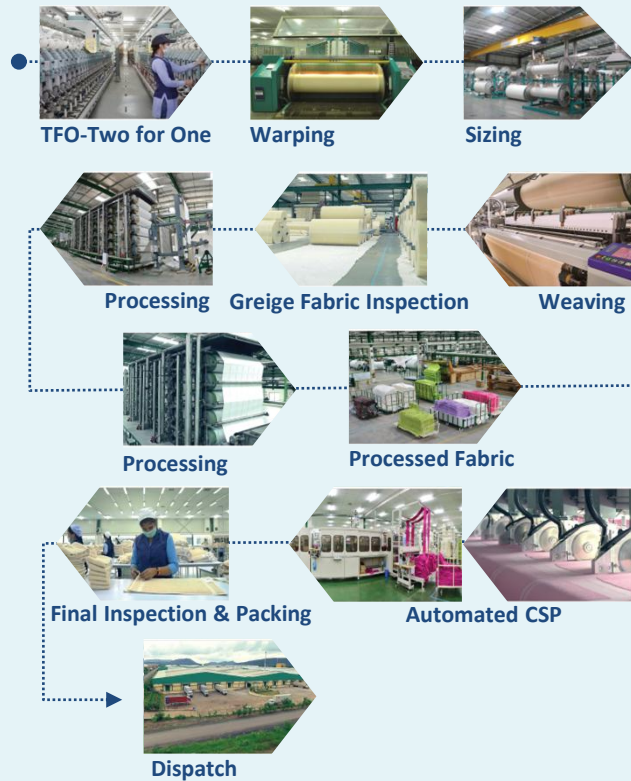 TFO-Two for One
Warping
Sizing
Processing
Greige Fabric Inspection
Weaving
Processing
Processed Fabric
Final Inspection & Packing
Automated CSP
Dispatch